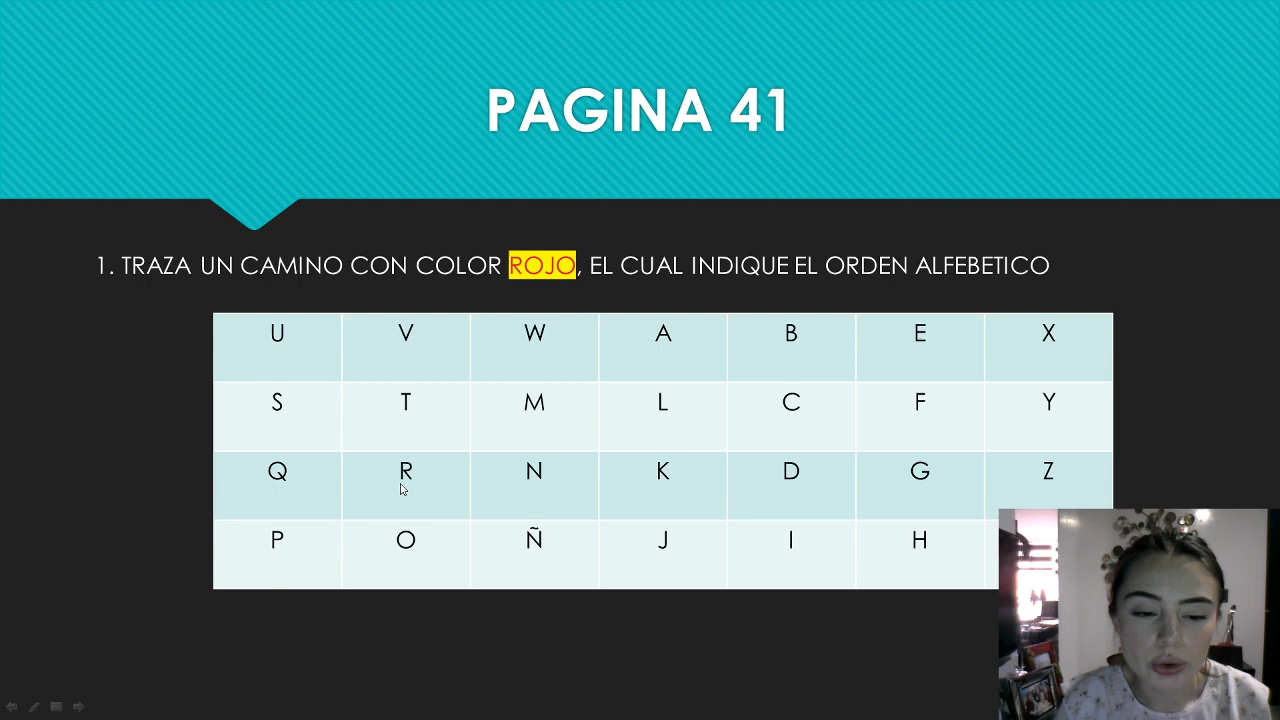 PAGINA 41
1. TRAZA UN CAMINO CON COLOR ROJO, EL CUAL INDIQUE EL ORDEN ALFEBETICO
U V W A B E X
S T M L C F Y
Q R N K D G Z
P O Ñ J I H